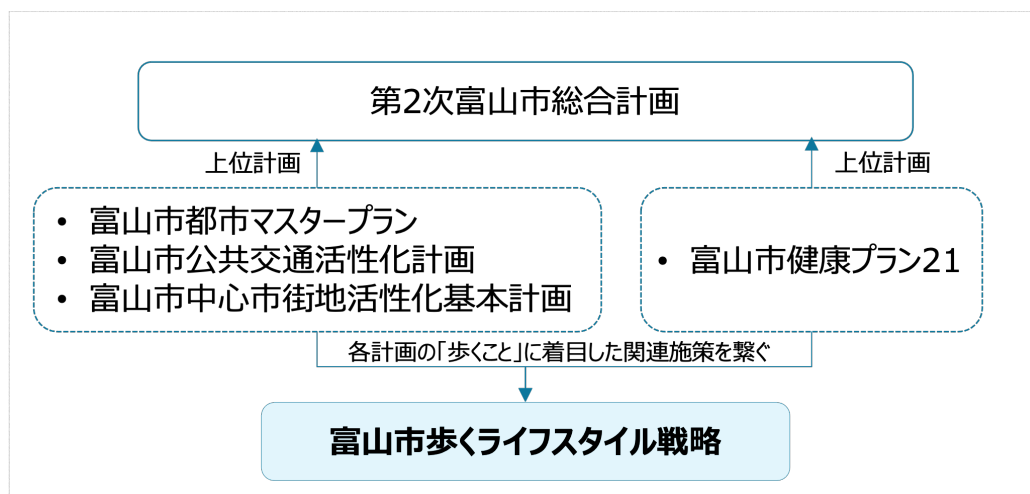 第2次富山市総合計画
上位計画
上位計画
• 富山市都市マスタープラン
• 富山市公共交通活性化計画
• 富山市中心市街地活性化基本計画
• 富山市健康プラン21
各計画の「歩くこと」に着目した関連施策を繋ぐ
富山市歩くライフスタイル戦略